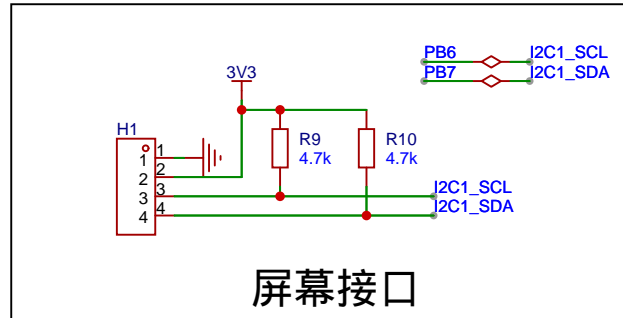 PB6 I2C1_SCL
PB7 I2C1_SDA
3V3
H1
R9 R10
4.7k 4.7k
1 1
2 2
3 3
4 4
I2C1_SCL
I2C1_SDA
屏幕接口